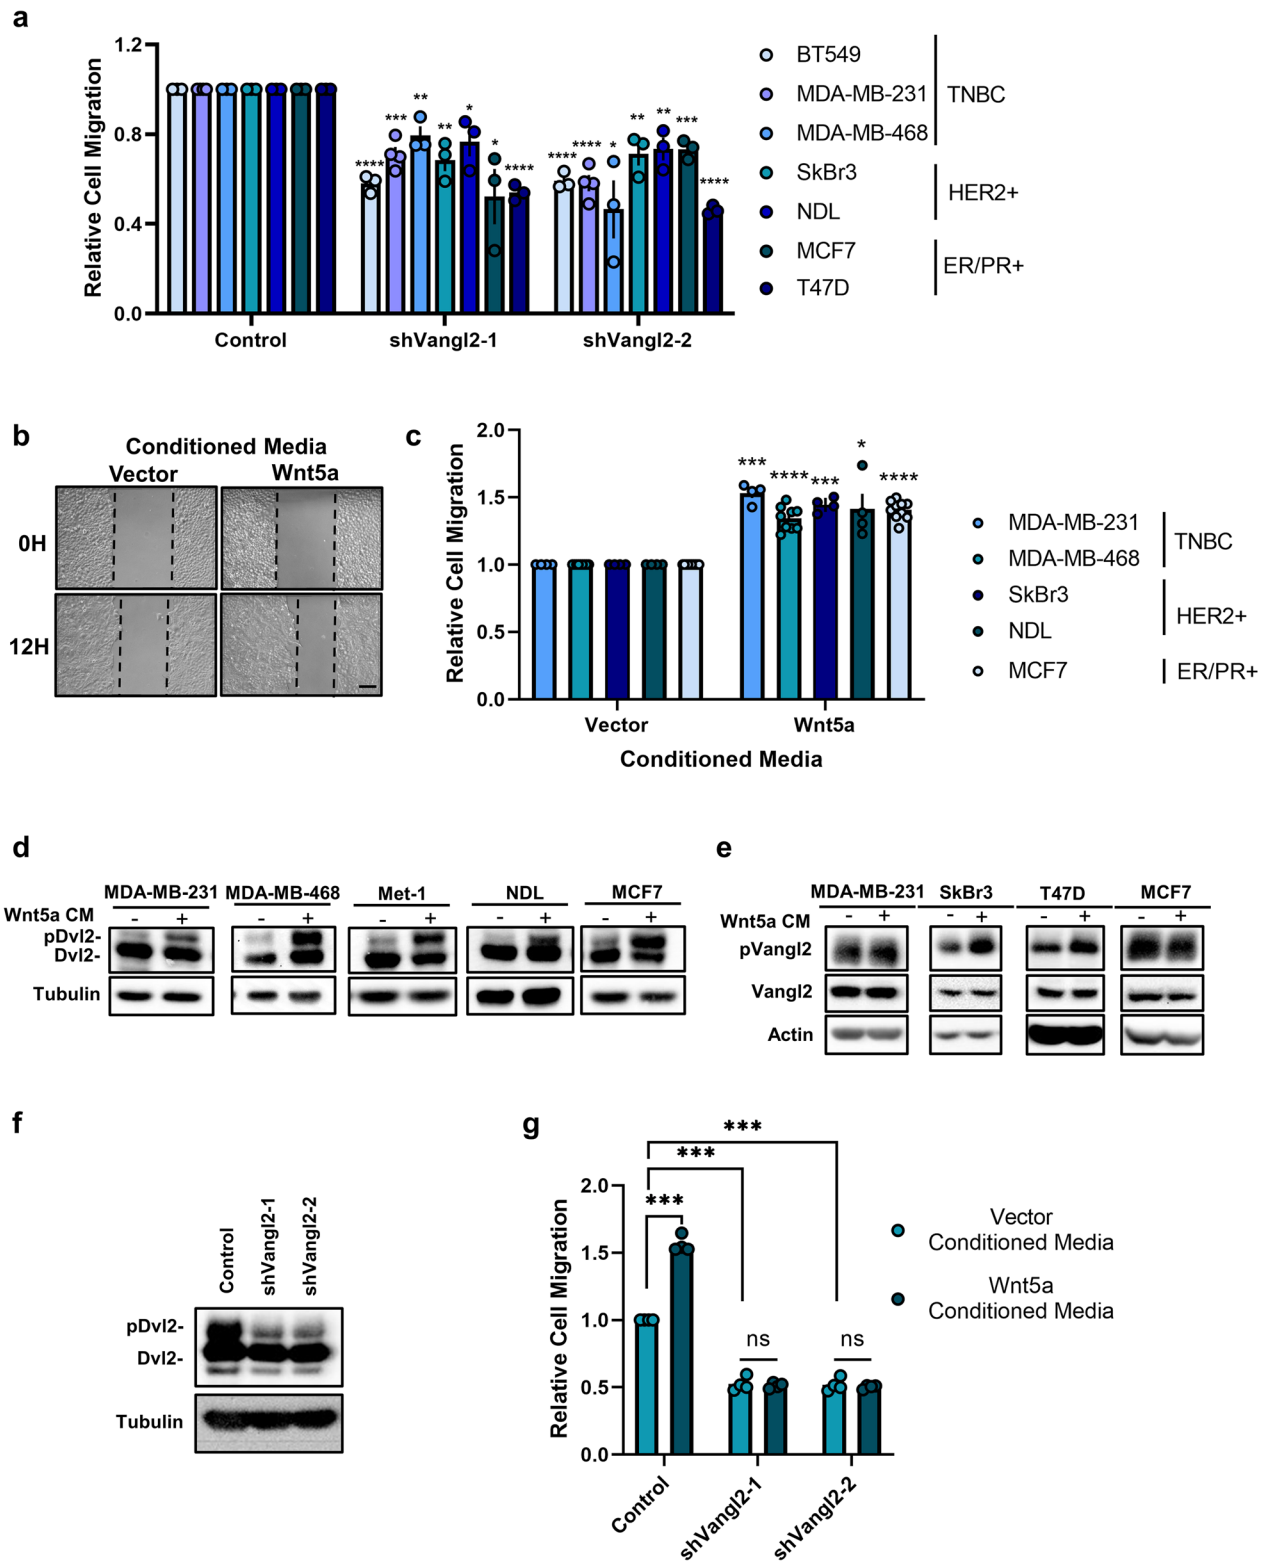 a
1.2
0.8
0.4
0.0
Relative Cell Migration
**** *** ** ** * * ****
**** **** * ** ** *** ****
Control shVangl2-1 shVangl2-2
BT549
MDA-MB-231
MDA-MB-468
TNBC
SkBr3
NDL
HER2+
MCF7
T47D
ER/PR+
b
Conditioned Media
Vector Wnt5a
0H
12H
c
2.0
1.5
1.0
0.5
0.0
Relative Cell Migration
*** **** *** * ****
Vector Wnt5a
Conditioned Media
MDA-MB-231
MDA-MB-468
TNBC
SkBr3
NDL
HER2+
MCF7
ER/PR+
d
MDA-MB-231 MDA-MB-468 Met-1 NDL MCF7
Wnt5a CM - + - + - + - + - +
pDvl2-
Dvl2-
Tubulin
e
MDA-MB-231 SkBr3 T47D MCF7
Wnt5a CM - + - + - + - +
pVangl2
Vangl2
Actin
f
Control
shVangl2-1
shVangl2-2
pDvl2-
Dvl2-
Tubulin
g
***
***
***
2.0
1.5
1.0
0.5
0.0
Relative Cell Migration
ns ns
Control
shVangl2-1
shVangl2-2
Vector
Conditioned Media
Wnt5a
Conditioned Media